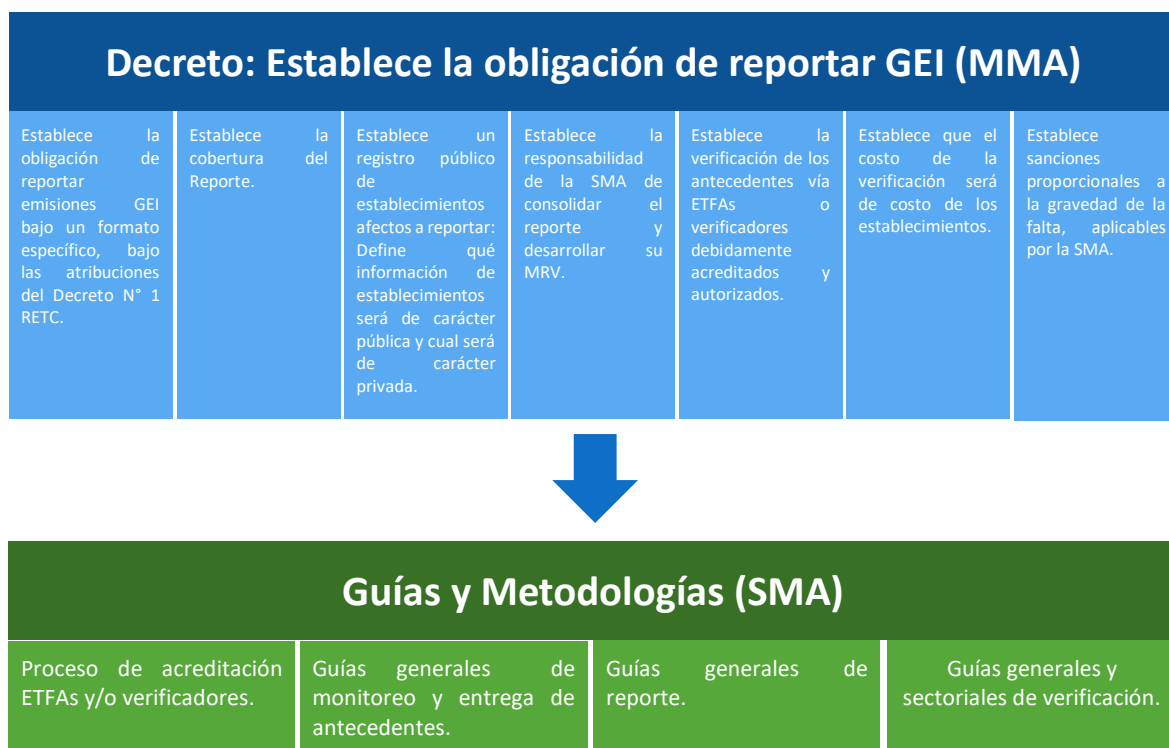 Decreto: Establece la obligación de reportar GEI (MMA)
Establece la
obligación de
reportar
emisiones GEI
bajo un formato
específico, bajo
las atribuciones
del Decreto N° 1
RETC.
Establece la
cobertura del
Reporte.
Establece un
registro público
de
establecimientos
afectos a reportar:
Define qué
información de
establecimientos
será de carácter
pública y cual será
de carácter
privada.
Establece la
responsabilidad
de la SMA de
consolidar el
reporte y
desarrollar su
MRV.
Establece la
verificación de los
antecedentes vía
ETFAs o
verificadores
debidamente
acreditados y
autorizados.
Establece que el
costo de la
verificación será
de costo de los
establecimientos.
Establece
sanciones
proporcionales a
la gravedad de la
falta, aplicables
por la SMA.
Guías y Metodologías (SMA)
Proceso de acreditación
ETFAs y/o verificadores.
Guías generales de
monitoreo y entrega de
antecedentes.
Guías generales de
reporte.
Guías generales y
sectoriales de verificación.